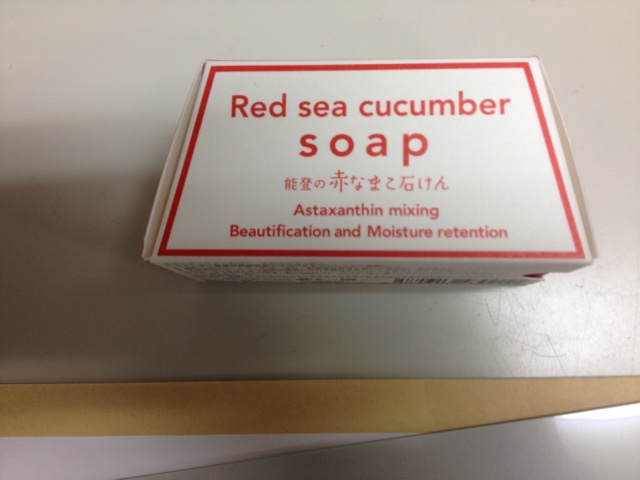 Red sea cucumber
soap
能登の赤なまこ石けん
Astaxanthin mixing
Beautification and Moisture retention